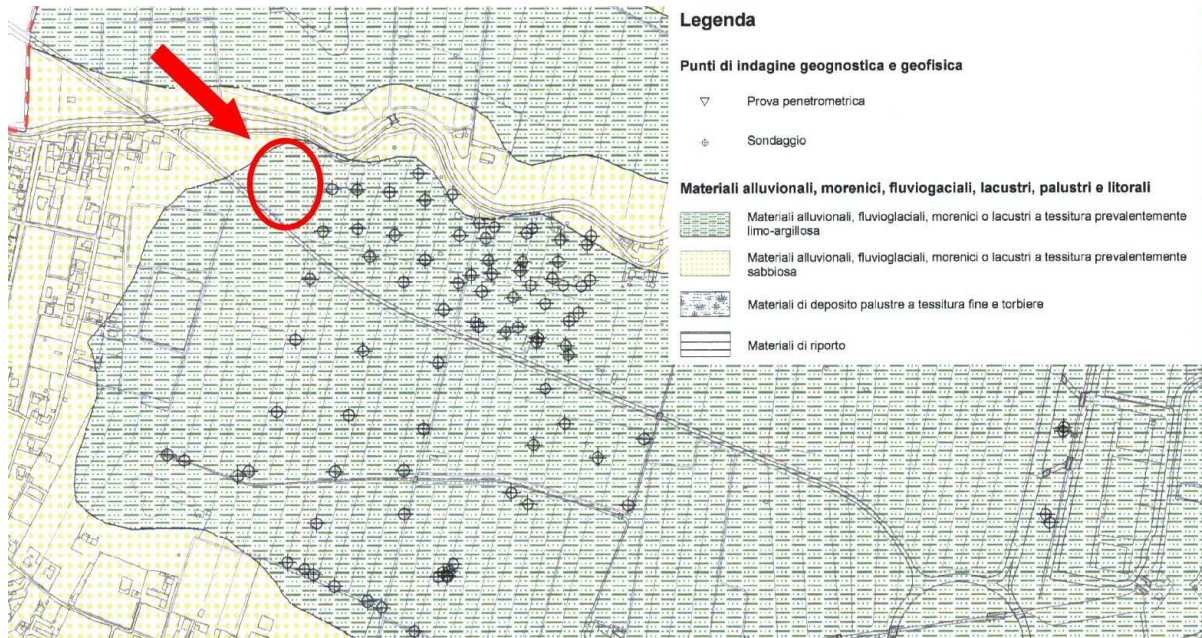 Legenda
Punti di indagine geognostica e geofisica
Prova penetrometrica
Sondaggio
Materiali alluvionali, morenici, fluviogaciali, lacustri, palustri e litorali
Materiali alluvionali, fluvioglaciali, morenici o lacustri a tessitura prevalentemente
limo-argillosa
Materiali alluvionali, fluvioglaciali, morenici o lacustri a tessitura prevalentemente
sabbiosa
Materiali di deposito palustre a tessitura fine e torbiere
Materiali di riporto